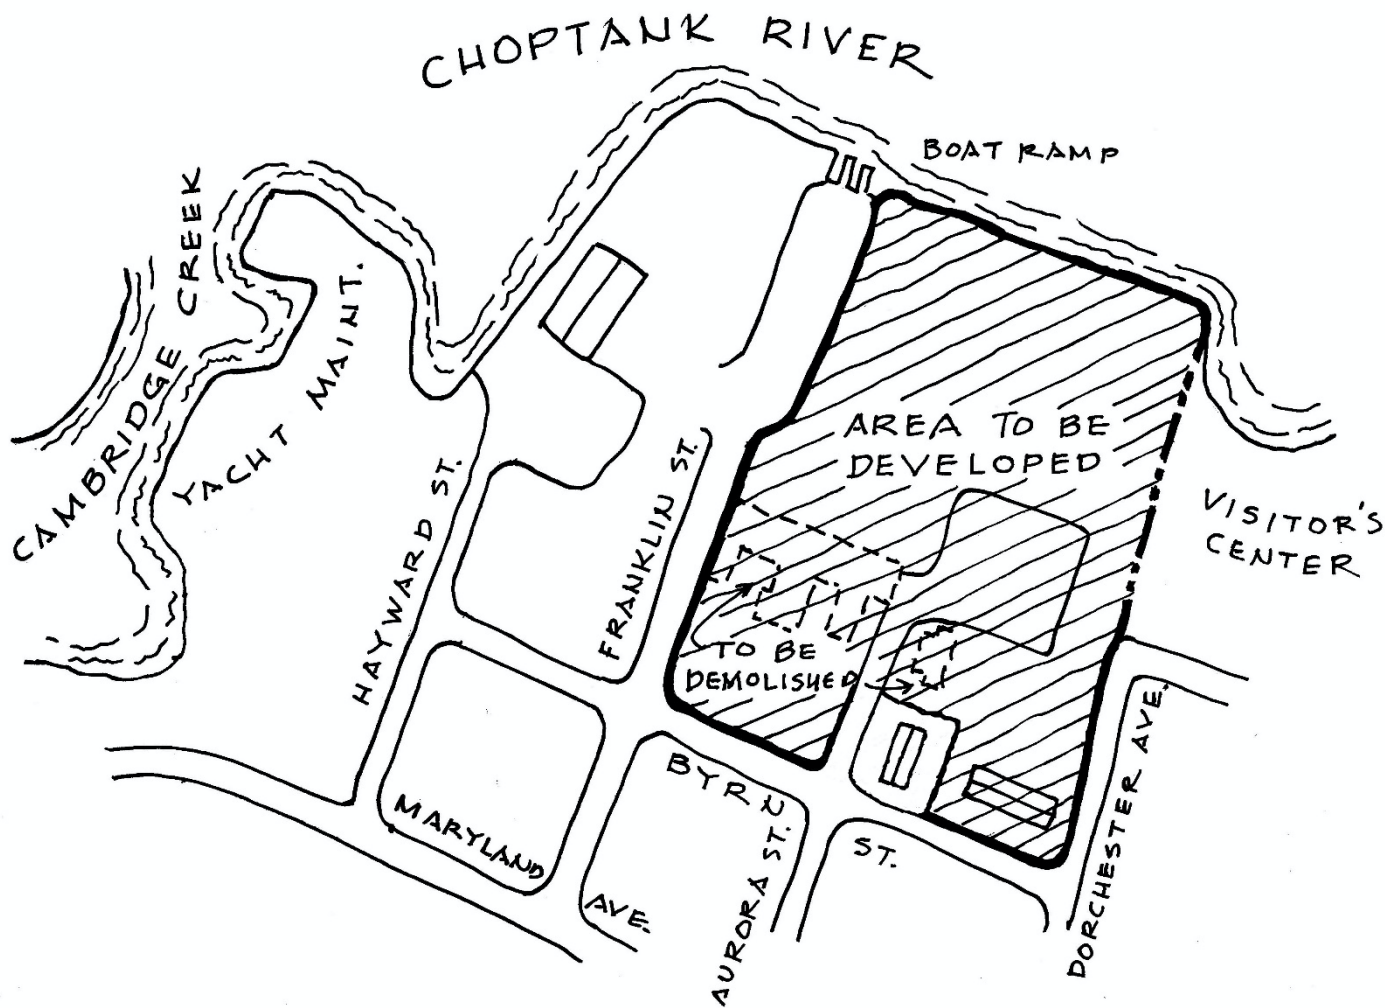 CHOPTANK RIVER
BOAT RAMP
CAMBRIDGE CREEK
YACHT MAINT.
HAYWARD ST.
FRANKLIN ST.
AREA TO BE
DEVELOPED
VISITOR'S
CENTER
TO BE
DEMOLISHED
BYRN ST.
MARYLAND AVE.
AURORA ST.
DORCHESTER AVE.